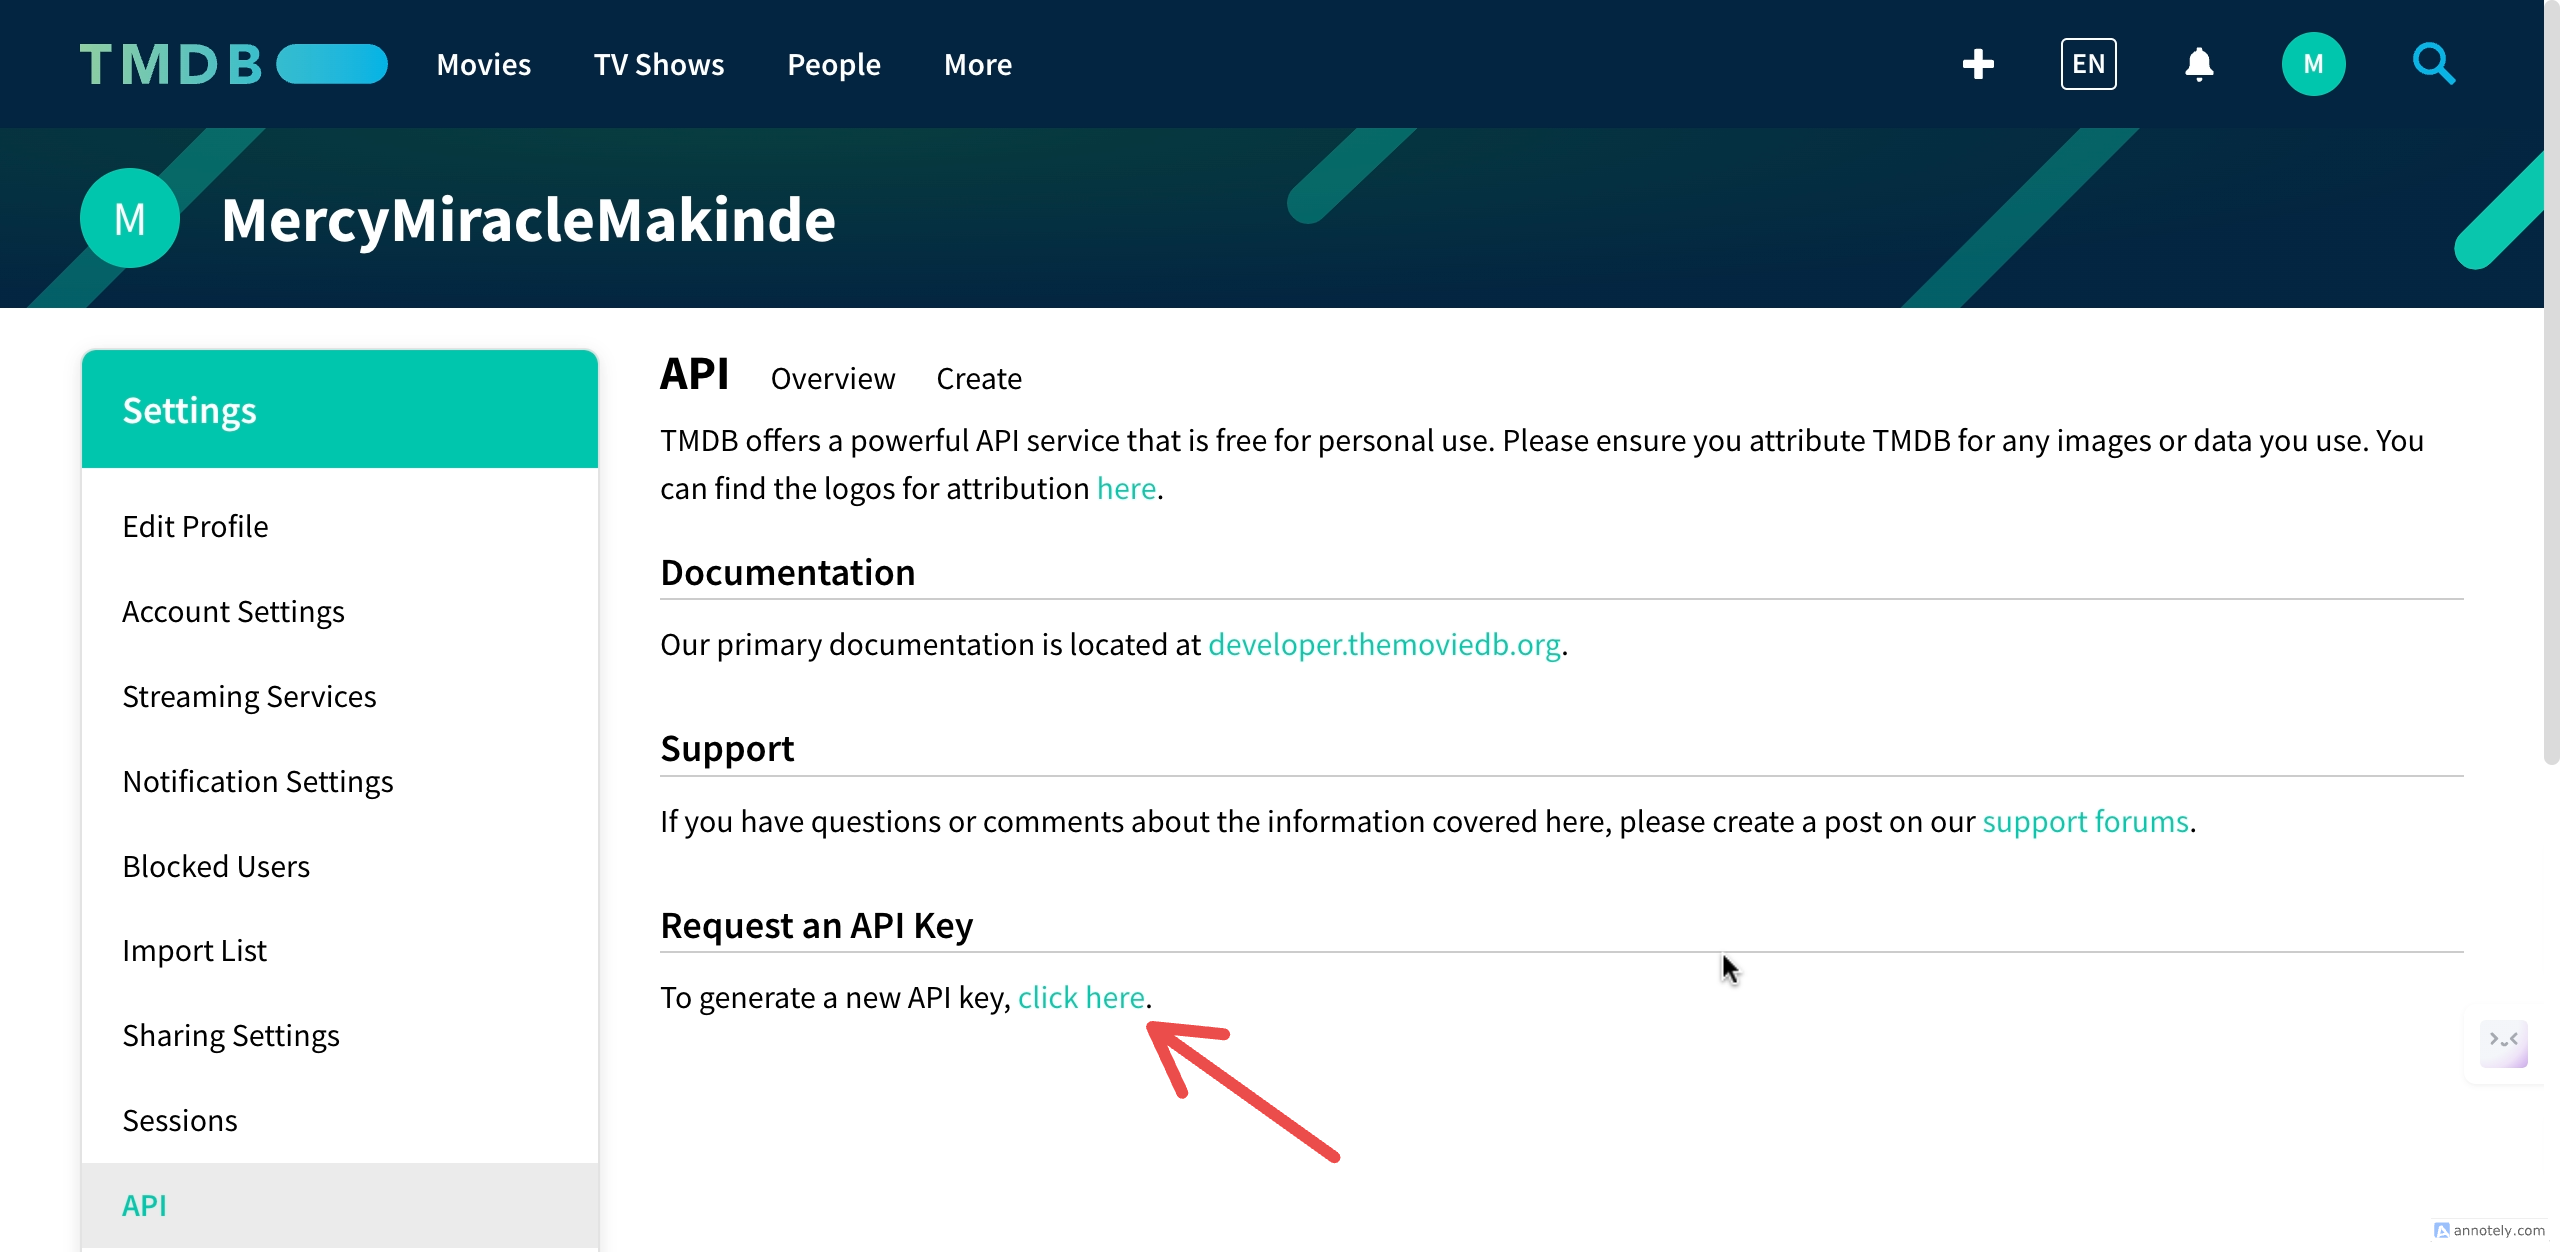 TMDB
Movies
TV Shows
People
More
EN
M
M
MercyMiracleMakinde
Settings
Edit Profile
Account Settings
Streaming Services
Notification Settings
Blocked Users
Import List
Sharing Settings
Sessions
API
API
Overview
Create
TMDB offers a powerful API service that is free for personal use. Please ensure you attribute TMDB for any images or data you use. You
can find the logos for attribution here.
Documentation
Our primary documentation is located at developer.themoviedb.org.
Support
If you have questions or comments about the information covered here, please create a post on our support forums.
Request an API Key
To generate a new API key, click here.
annotely.com